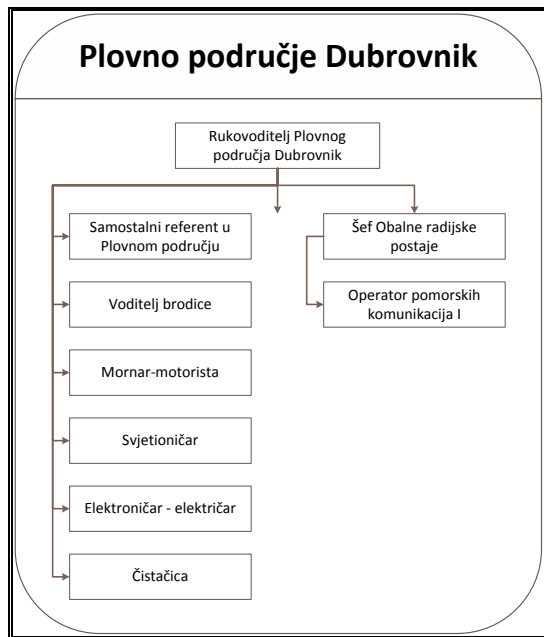 Plovno područje Dubrovnik
Rukovoditelj Plovnog
područja Dubrovnik
Samostalni referent u
Plovnom području
Šef Obalne radijske
postaje
Voditelj brodice
Operator pomorskih
komunikacija I
Mornar-motorista
Svjetioničar
Elektroničar - električar
Čistačica